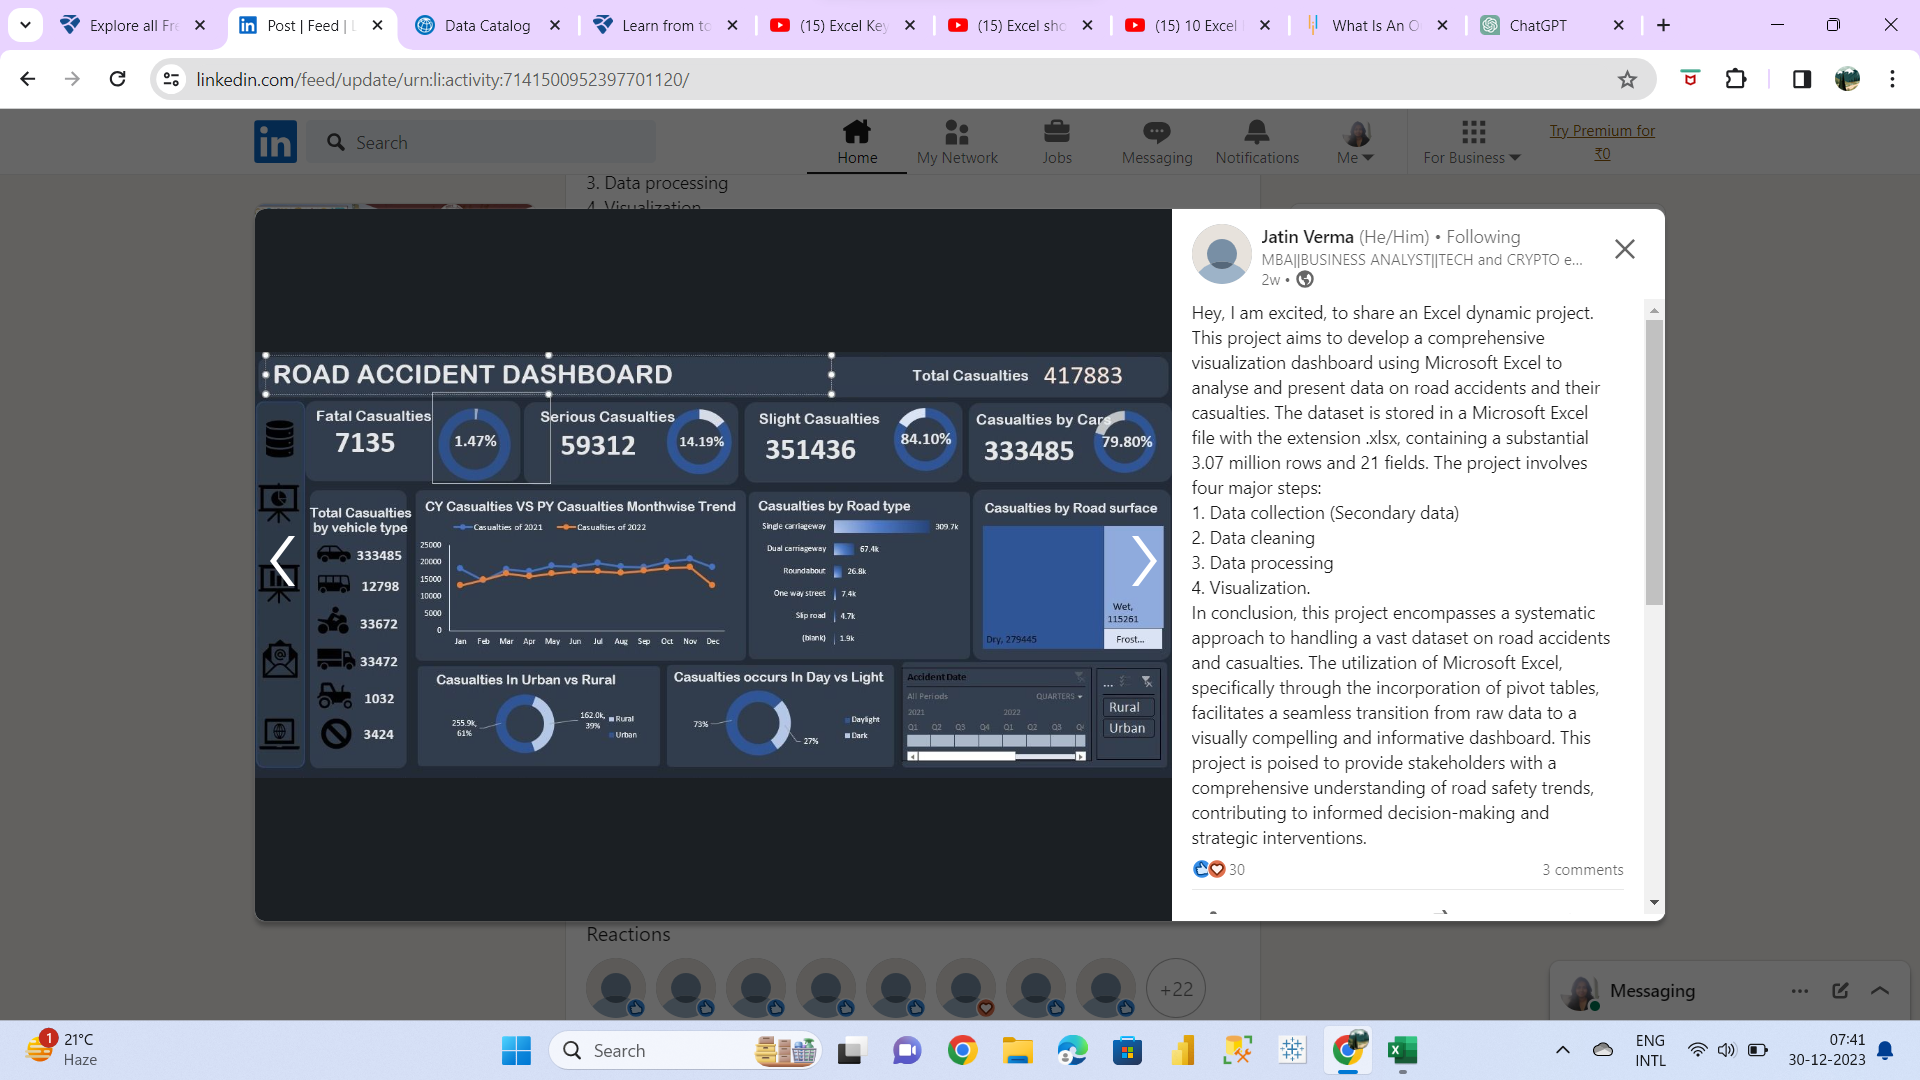 Explore all Fre
Post | Feed | L
Data Catalog
Learn from to
(15) Excel Key
(15) Excel sho
(15) 10 Excel
What Is An O
ChatGPT
linkedin.com/feed/update/urn:li:activity:7141500952397701120/
in
Search
Home
My Network
Jobs
Messaging
Notifications
Me
For Business
Try Premium for
₹0
3. Data processing
4. Visualization
ROAD ACCIDENT DASHBOARD
Total Casualties 417883
Fatal Casualties
7135
1.47%
Serious Casualties
59312
14.19%
Slight Casualties
351436
84.10%
Casualties by Cars
333485
79.80%
Total Casualties
by vehicle type
333485
12798
33672
33472
1032
3424
CY Casualties VS PY Casualties Monthwise Trend
Casualties of 2021
Casualties of 2022
25000
20000
15000
10000
5000
0
Jan Feb Mar Apr May Jun Jul Aug Sep Oct Nov Dec
Casualties by Road type
Single carriageway 309.7k
Dual carriageway 67.4k
Roundabout 26.8k
One way street 7.4k
Slip road 4.7k
(blank) 1.9k
Casualties by Road surface
Dry, 279445
Wet,
115261
Frost...
Casualties In Urban vs Rural
255.9k,
61%
162.0k,
39%
Rural
Urban
Casualties occurs In Day vs Light
73%
27%
Daylight
Dark
Accident Date
All Periods
QUARTERS
2021
2022
Q1 Q2 Q3 Q4 Q1 Q2 Q3 Q4
...
Rural
Urban
Jatin Verma (He/Him) • Following
MBA||BUSINESS ANALYST||TECH and CRYPTO e...
2w •
Hey, I am excited, to share an Excel dynamic project.
This project aims to develop a comprehensive
visualization dashboard using Microsoft Excel to
analyse and present data on road accidents and their
casualties. The dataset is stored in a Microsoft Excel
file with the extension .xlsx, containing a substantial
3.07 million rows and 21 fields. The project involves
four major steps:
1. Data collection (Secondary data)
2. Data cleaning
3. Data processing
4. Visualization.
In conclusion, this project encompasses a systematic
approach to handling a vast dataset on road accidents
and casualties. The utilization of Microsoft Excel,
specifically through the incorporation of pivot tables,
facilitates a seamless transition from raw data to a
visually compelling and informative dashboard. This
project is poised to provide stakeholders with a
comprehensive understanding of road safety trends,
contributing to informed decision-making and
strategic interventions.
30
3 comments
Reactions
+22
Messaging
1
21°C
Haze
Search
ENG
INTL
07:41
30-12-2023